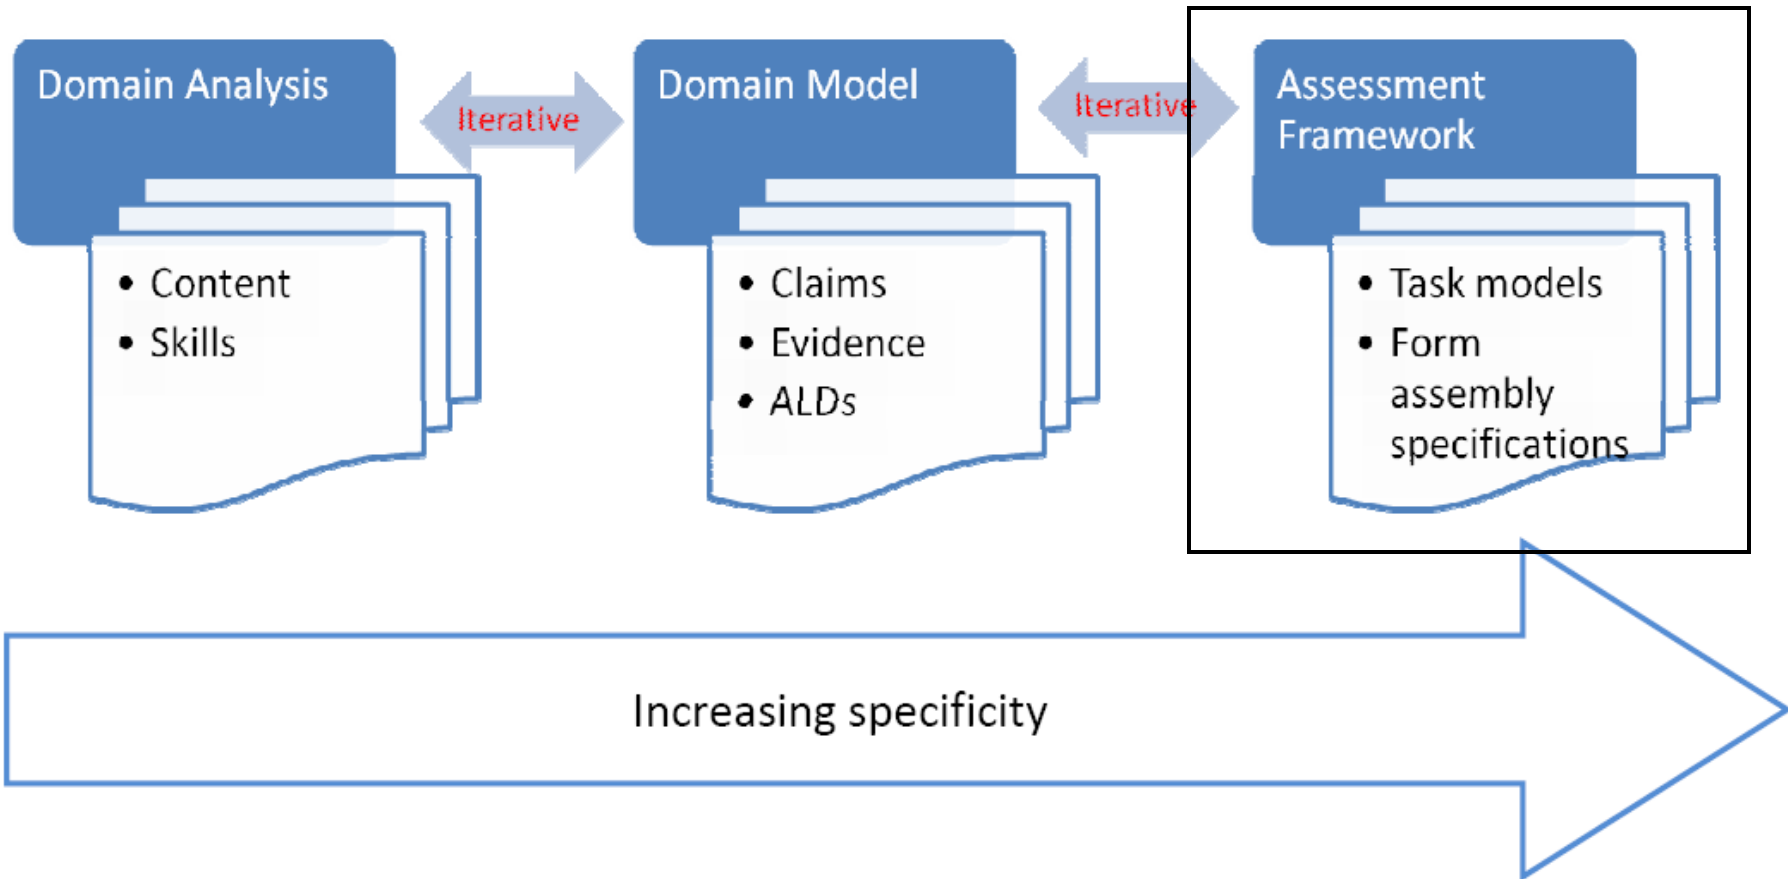 Domain Analysis
Iterative
Domain Model
Iterative
Assessment
Framework
• Content
• Skills
• Claims
• Evidence
• ALDs
• Task models
• Form
assembly
specifications
Increasing specificity